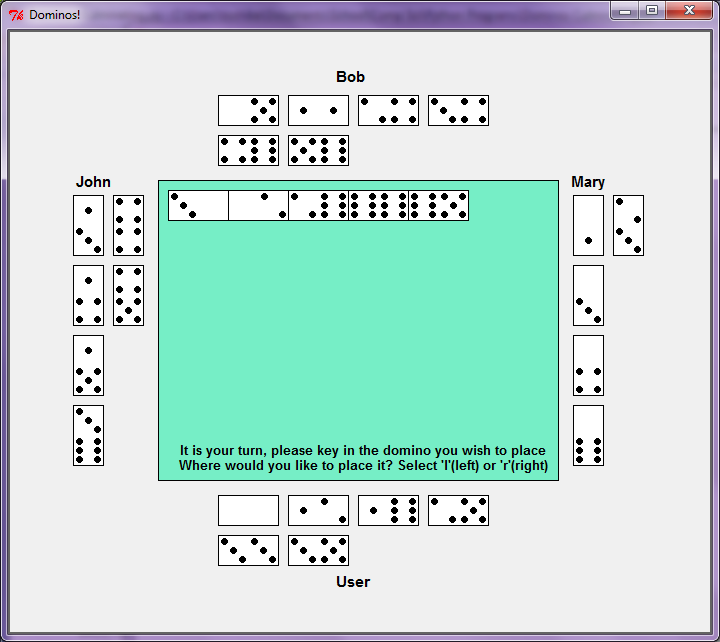 Dominos!
Bob
John
Mary
It is your turn, please key in the domino you wish to place
Where would you like to place it? Select 'l'(left) or 'r'(right)
User